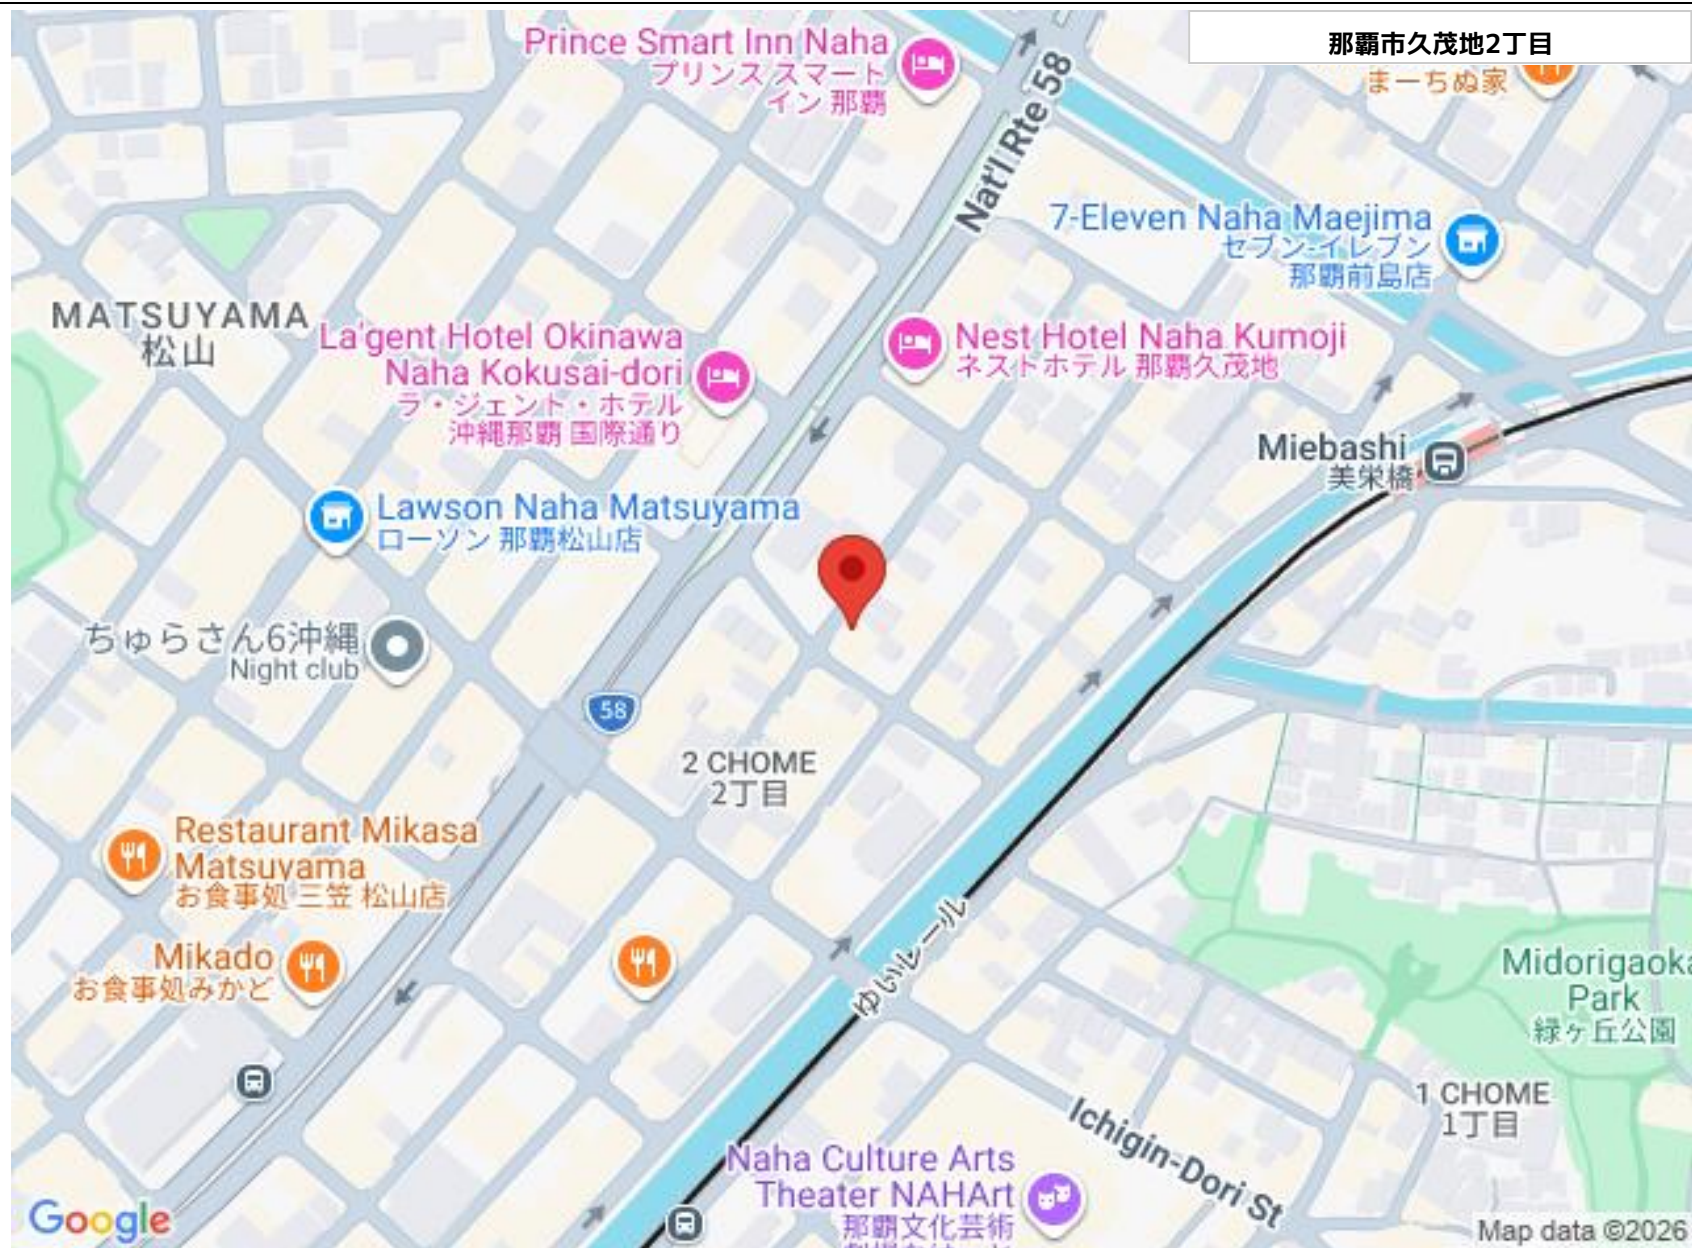 那覇市久茂地2丁目
Prince Smart Inn Naha
プリンス スマート
イン 那覇
まーちぬ家
Nat'l Rte 58
7-Eleven Naha Maejima
セブン-イレブン
那覇前島店
MATSUYAMA
松山
La'gent Hotel Okinawa
Naha Kokusai-dori
ラ・ジェント・ホテル
沖縄那覇 国際通り
Nest Hotel Naha Kumoji
ネストホテル 那覇久茂地
Miebashi
美栄橋
Lawson Naha Matsuyama
ローソン 那覇松山店
ちゅらさん6沖縄
Night club
58
2 CHOME
2丁目
Restaurant Mikasa
Matsuyama
お食事処 三笠 松山店
Mikado
お食事処みかど
ゆいレール
Midorigaoka
Park
緑ヶ丘公園
1 CHOME
1丁目
Ichigin-Dori St
Naha Culture Arts
Theater NAHArt
那覇文化芸術
Google
Map data ©2026